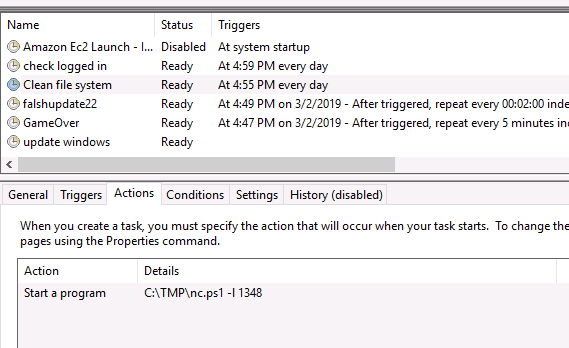 Name Status Triggers
Amazon Ec2 Launch - I... Disabled At system startup
check logged in Ready At 4:59 PM every day
Clean file system Ready At 4:55 PM every day
falshupdate22 Ready At 4:49 PM on 3/2/2019 - After triggered, repeat every 00:02:00 inde
GameOver Ready At 4:47 PM on 3/2/2019 - After triggered, repeat every 5 minutes in
update windows Ready
General Triggers Actions Conditions Settings History (disabled)
When you create a task, you must specify the action that will occur when your task starts. To change the
pages using the Properties command.
Action Details
Start a program C:\TMP\nc.ps1 -l 1348